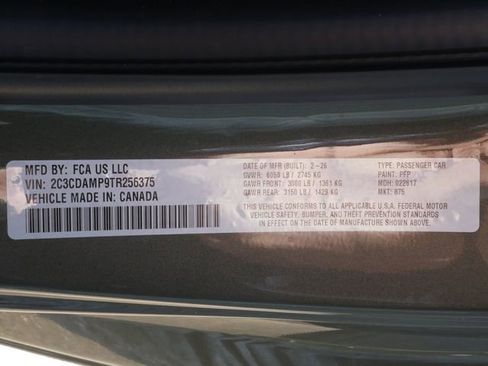 MFD BY: FCA US LLC
VIN: 2C3CDAMP9TR256375
VEHICLE MADE IN: CANADA
DATE OF MFR (BUILT): 2-26
GVWR: 6050 LB / 2745 KG
GAWR FRONT: 3000 LB / 1361 KG
GAWR REAR: 3150 LB / 1429 KG
TYPE: PASSENGER CAR
PAINT: PFP
MDH: 022617
MKT: B75
THIS VEHICLE CONFORMS TO ALL APPLICABLE U.S.A. FEDERAL MOTOR
VEHICLE SAFETY, BUMPER, AND THEFT PREVENTION STANDARDS
IN EFFECT ON THE DATE OF MANUFACTURE SHOWN ABOVE.